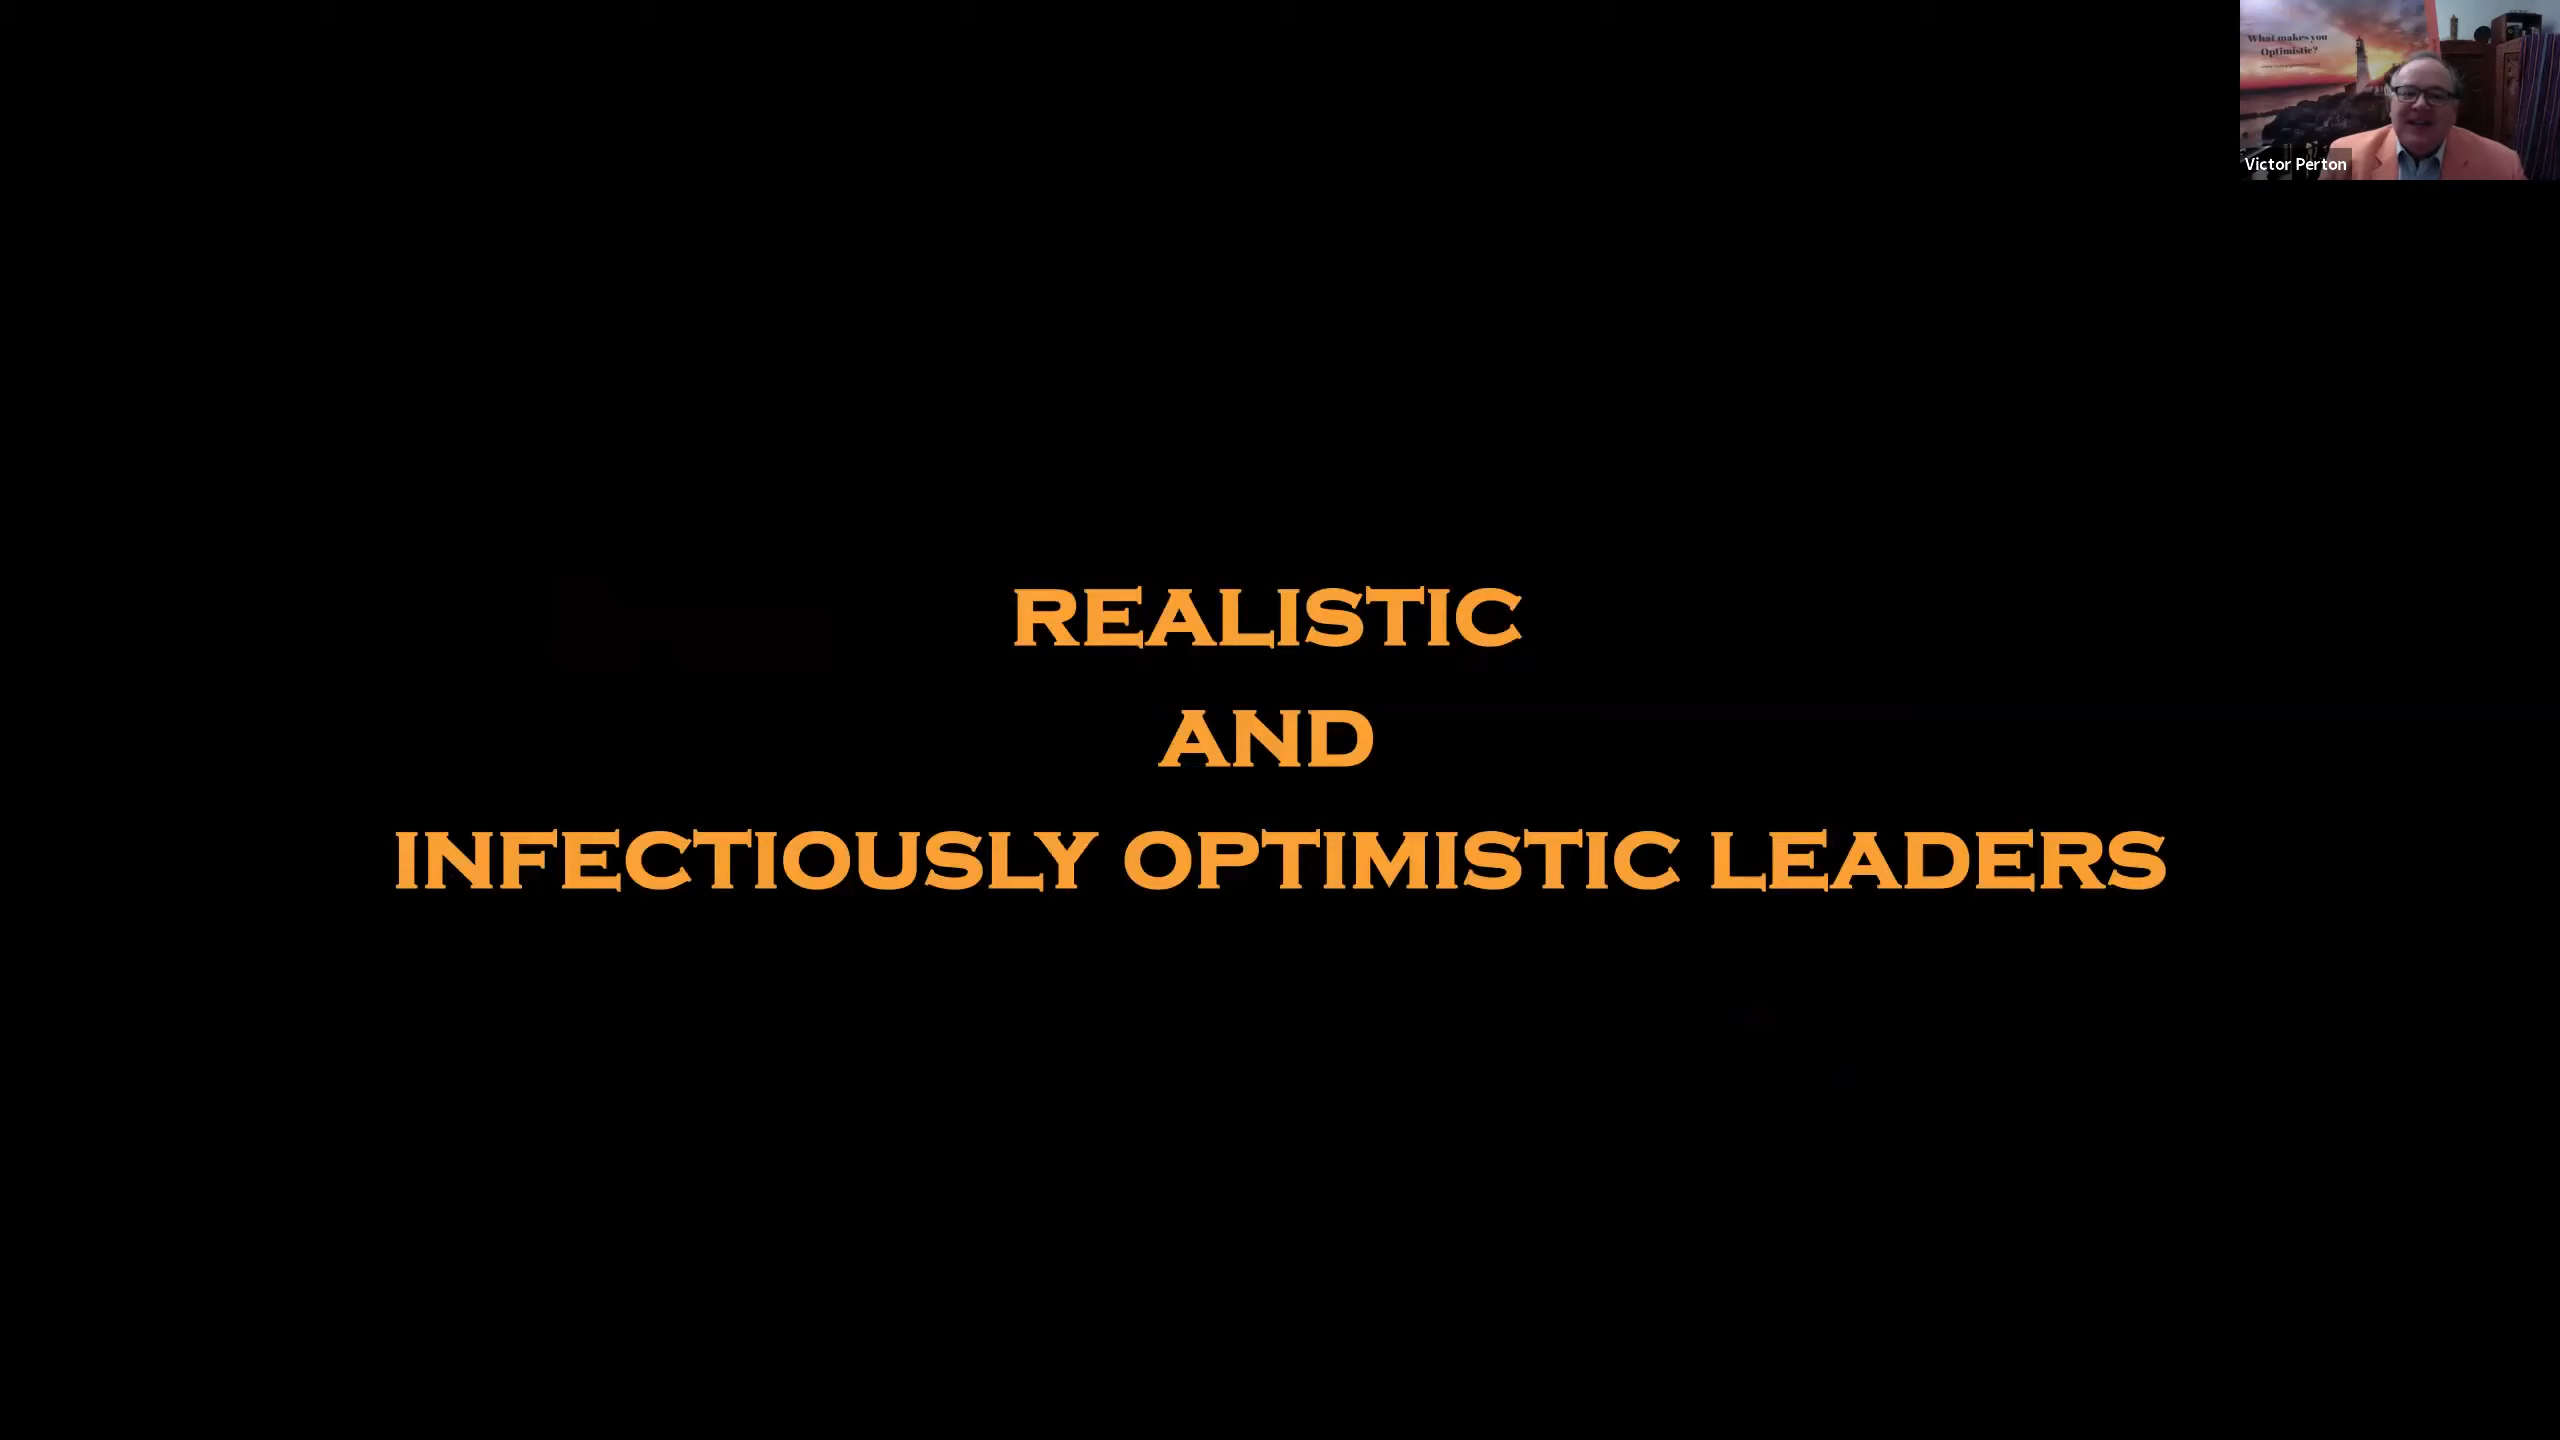 What makes you
Optimistic?
Victor Perton
REALISTIC
AND
INFECTIOUSLY OPTIMISTIC LEADERS